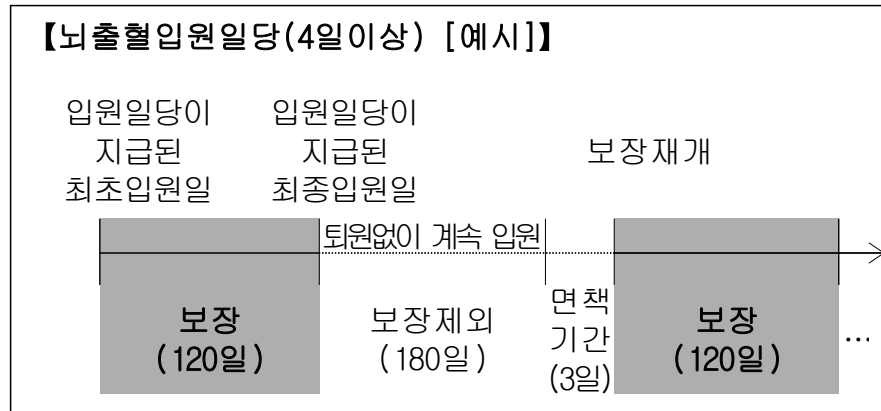 【뇌출혈입원일당(4일이상) [예시]】
입원일당이
지급된
최초입원일
입원일당이
지급된
최종입원일
보장재개
퇴원없이 계속 입원
보장
(120일)
보장제외
(180일)
면책
기간
(3일)
보장
(120일)
…